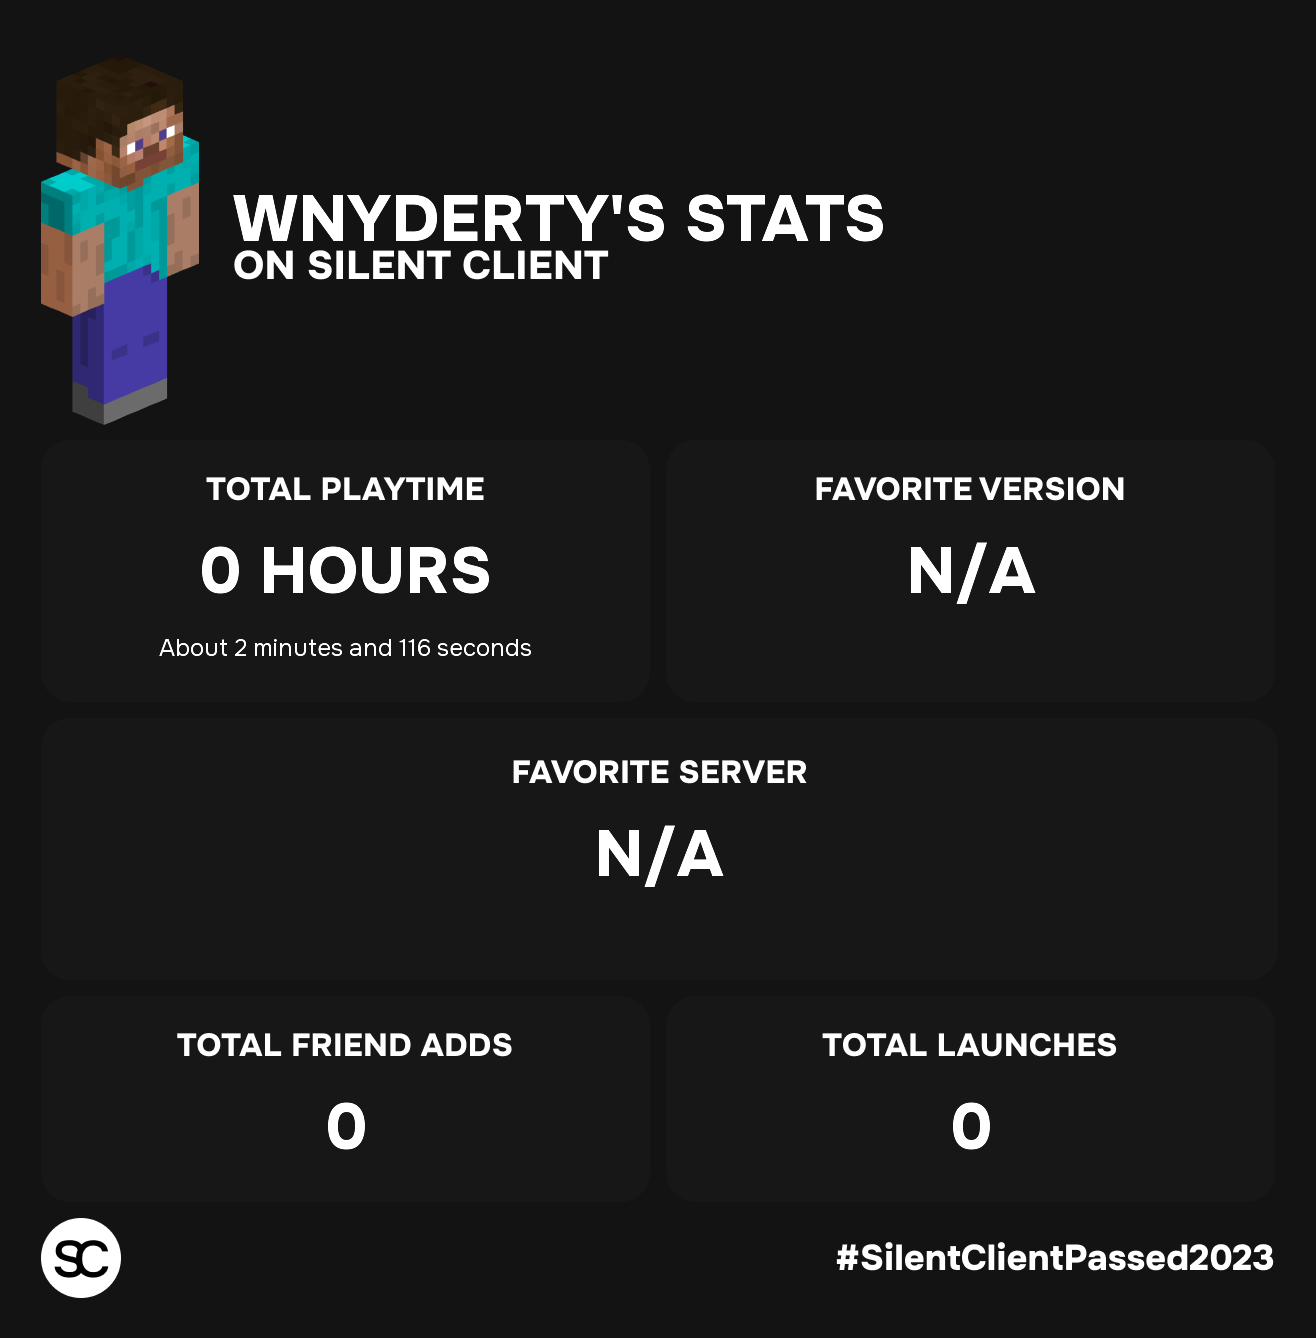 WNYDERTY'S STATS
ON SILENT CLIENT
TOTAL PLAYTIME
0 HOURS
About 2 minutes and 116 seconds
FAVORITE VERSION
N/A
FAVORITE SERVER
N/A
TOTAL FRIEND ADDS
0
TOTAL LAUNCHES
0
SC
#SilentClientPassed2023